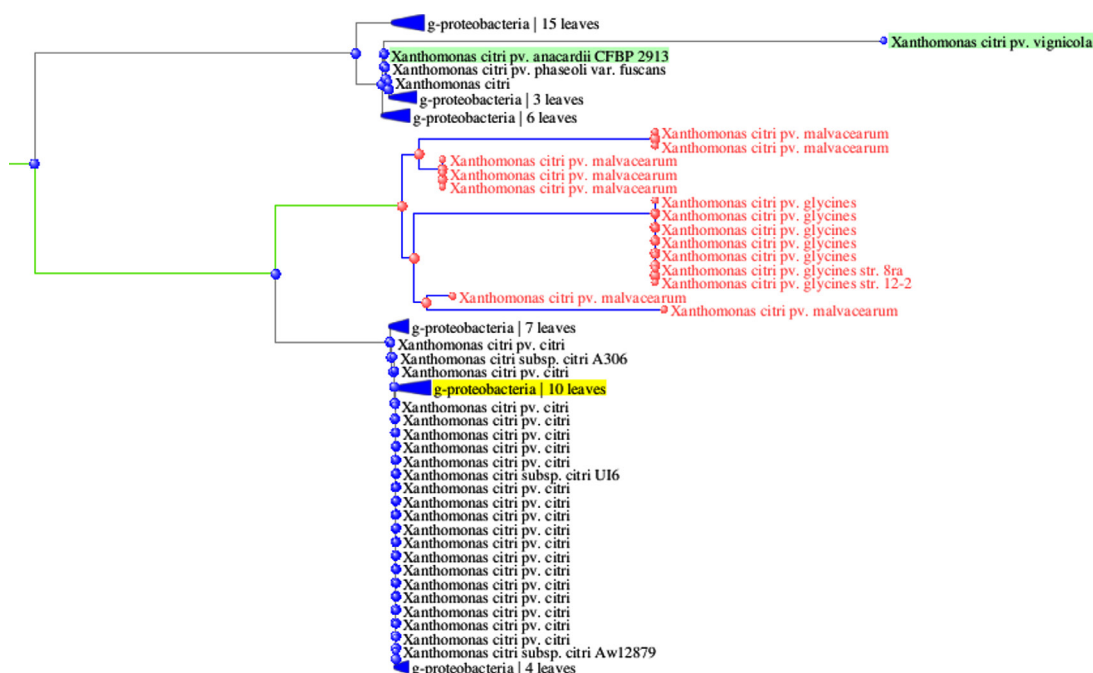 g-proteobacteria | 15 leaves
Xanthomonas citri pv. vignicola
Xanthomonas citri pv. anacardii CFBP 2913
Xanthomonas citri pv. phaseoli var. fuscans
Xanthomonas citri
g-proteobacteria | 3 leaves
g-proteobacteria | 6 leaves
Xanthomonas citri pv. malvacearum
Xanthomonas citri pv. malvacearum
Xanthomonas citri pv. malvacearum
Xanthomonas citri pv. malvacearum
Xanthomonas citri pv. malvacearum
Xanthomonas citri pv. glycines
Xanthomonas citri pv. glycines
Xanthomonas citri pv. glycines
Xanthomonas citri pv. glycines
Xanthomonas citri pv. glycines
Xanthomonas citri pv. glycines str. 8ra
Xanthomonas citri pv. glycines str. 12-2
Xanthomonas citri pv. malvacearum
Xanthomonas citri pv. malvacearum
g-proteobacteria | 7 leaves
Xanthomonas citri pv. citri
Xanthomonas citri subsp. citri A306
Xanthomonas citri pv. citri
g-proteobacteria | 10 leaves
Xanthomonas citri pv. citri
Xanthomonas citri pv. citri
Xanthomonas citri pv. citri
Xanthomonas citri pv. citri
Xanthomonas citri pv. citri
Xanthomonas citri subsp. citri UI6
Xanthomonas citri pv. citri
Xanthomonas citri pv. citri
Xanthomonas citri pv. citri
Xanthomonas citri pv. citri
Xanthomonas citri pv. citri
Xanthomonas citri pv. citri
Xanthomonas citri pv. citri
Xanthomonas citri pv. citri
Xanthomonas citri pv. citri
Xanthomonas citri pv. citri
Xanthomonas citri pv. citri
Xanthomonas citri pv. citri
Xanthomonas citri subsp. citri Aw12879
g-proteobacteria | 4 leaves